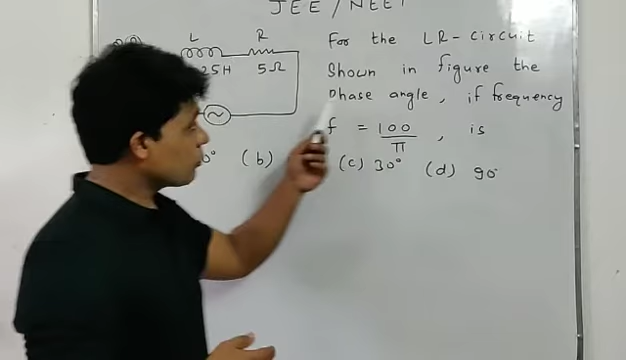 JEE/NEET
L R
25H 5Ω
For the LR-Circuit
Shown in figure the
Phase angle, if frequency
f = 100/π, is
0° (b) (c) 30° (d) 90°